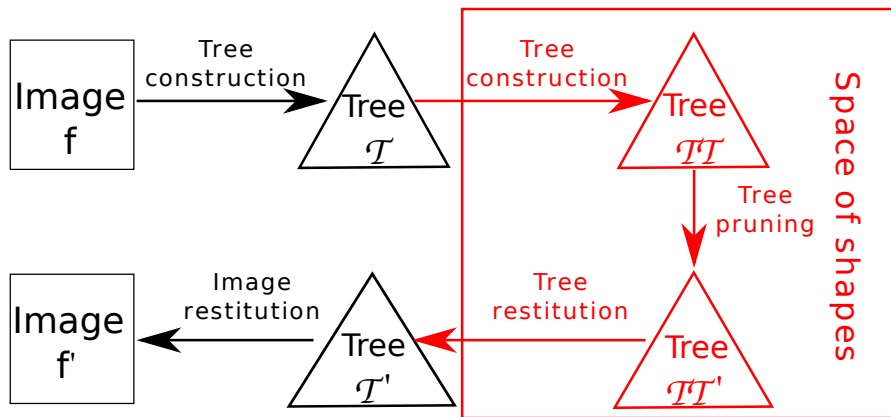 Image
f
Tree
construction
Tree
𝒯
Tree
construction
Tree
𝒯𝒯
Space of shapes
Tree
pruning
Image
f'
Image
restitution
Tree
𝒯'
Tree
restitution
Tree
𝒯𝒯'